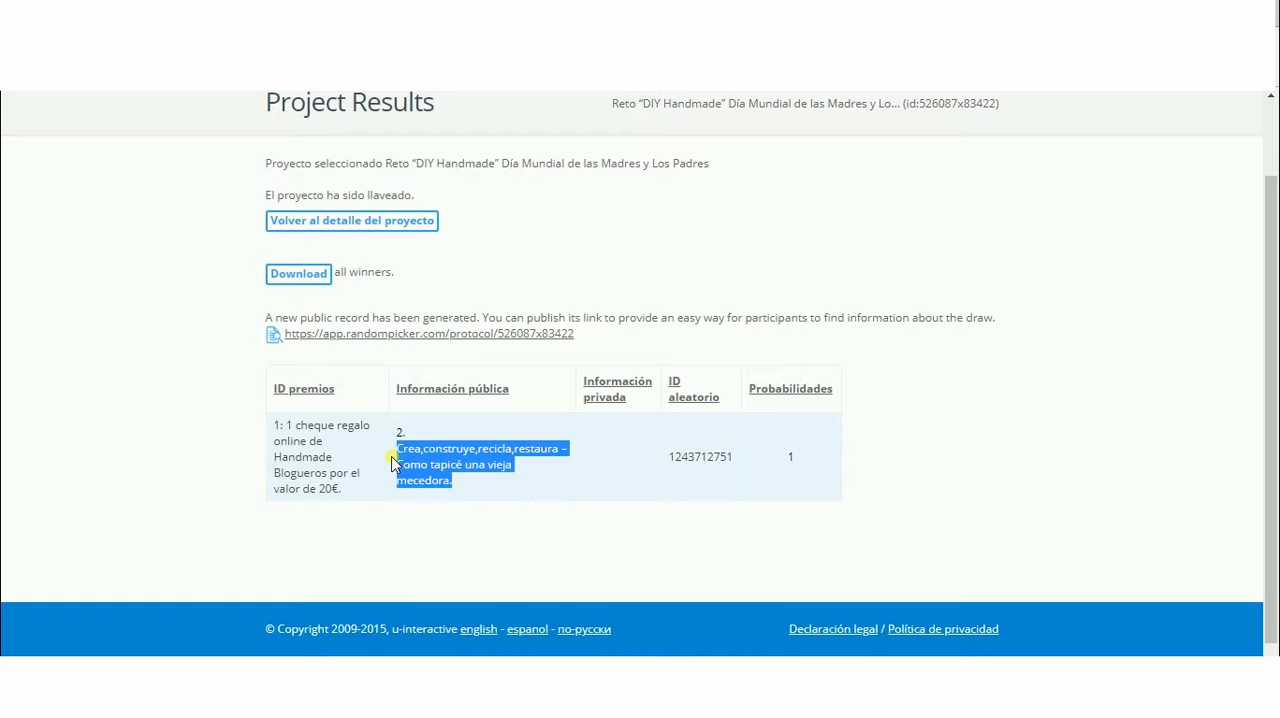 Project Results
Reto “DIY Handmade” Día Mundial de las Madres y Lo... (id:526087x83422)
Proyecto seleccionado Reto “DIY Handmade” Día Mundial de las Madres y Los Padres
El proyecto ha sido llaveado.
Volver al detalle del proyecto
Download all winners.
A new public record has been generated. You can publish its link to provide an easy way for participants to find information about the draw.
https://app.randompicker.com/protocol/526087x83422
ID premios
Información pública
Información
privada
ID
aleatorio
Probabilidades
1: 1 cheque regalo
online de
Handmade
Blogueros por el
valor de 20€.
2.
Crea,construye,recicla,restaura –
Como tapicé una vieja
mecedora.
1243712751
1
© Copyright 2009-2015, u-interactive english - espanol - по-русски
Declaración legal / Política de privacidad